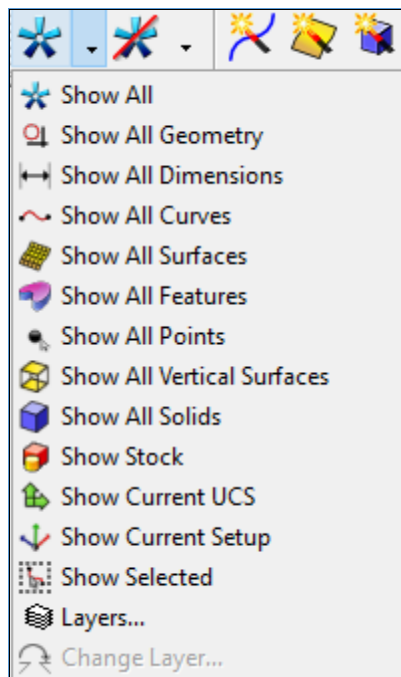 Show All
Show All Geometry
Show All Dimensions
Show All Curves
Show All Surfaces
Show All Features
Show All Points
Show All Vertical Surfaces
Show All Solids
Show Stock
Show Current UCS
Show Current Setup
Show Selected
Layers...
Change Layer...